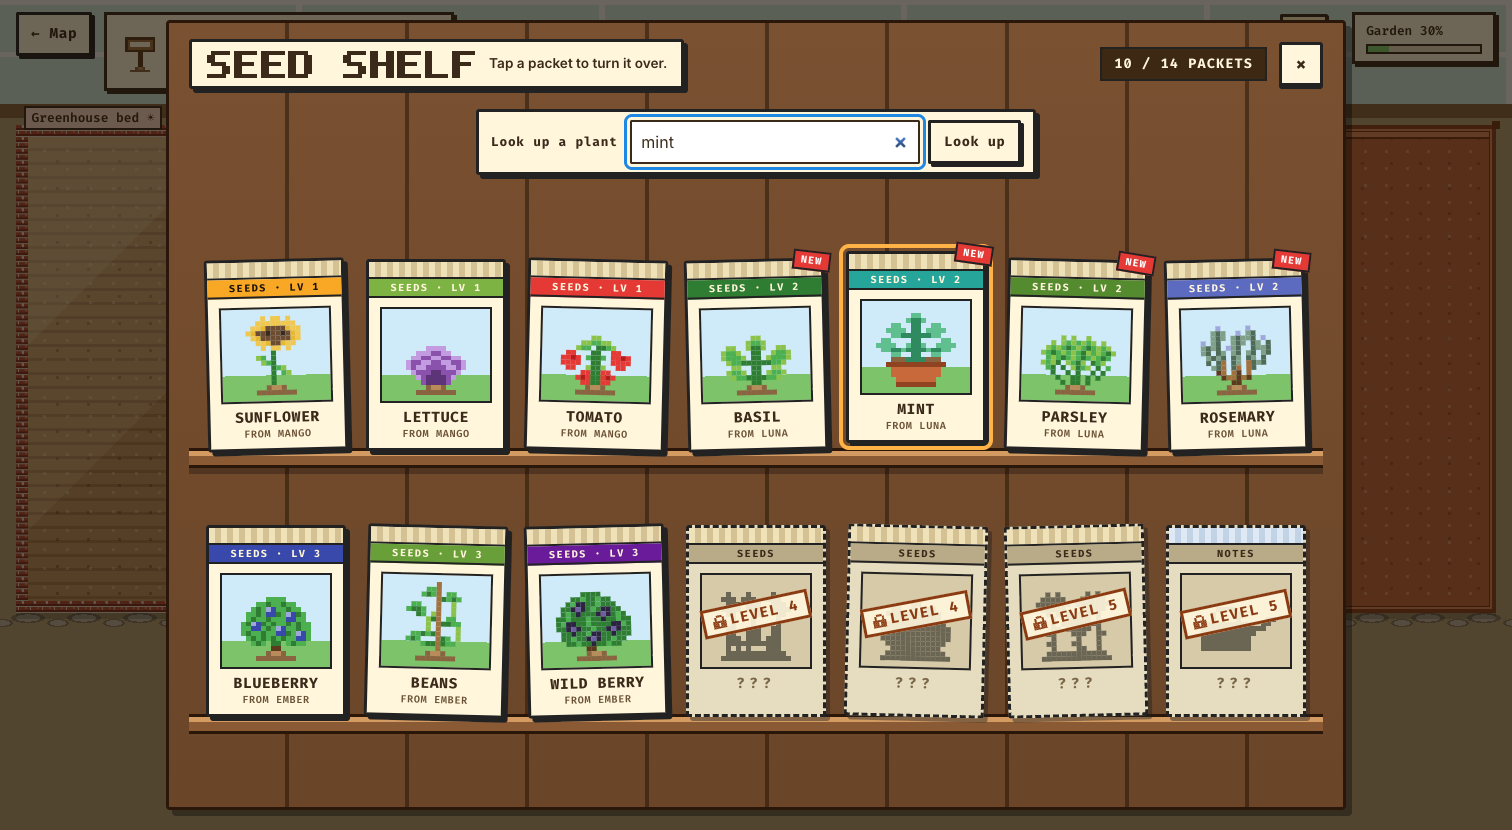 ← Map
Garden 30%
SEED SHELF
Tap a packet to turn it over.
10 / 14 PACKETS
×
Greenhouse bed ☀
Look up a plant
mint
×
Look up
SEEDS · LV 1
SUNFLOWER
FROM MANGO
SEEDS · LV 1
LETTUCE
FROM MANGO
SEEDS · LV 1
TOMATO
FROM MANGO
NEW
SEEDS · LV 2
BASIL
FROM LUNA
NEW
SEEDS · LV 2
MINT
FROM LUNA
NEW
SEEDS · LV 2
PARSLEY
FROM LUNA
NEW
SEEDS · LV 2
ROSEMARY
FROM LUNA
SEEDS · LV 3
BLUEBERRY
FROM EMBER
SEEDS · LV 3
BEANS
FROM EMBER
SEEDS · LV 3
WILD BERRY
FROM EMBER
SEEDS
LEVEL 4
???
SEEDS
LEVEL 4
???
SEEDS
LEVEL 5
???
NOTES
LEVEL 5
???